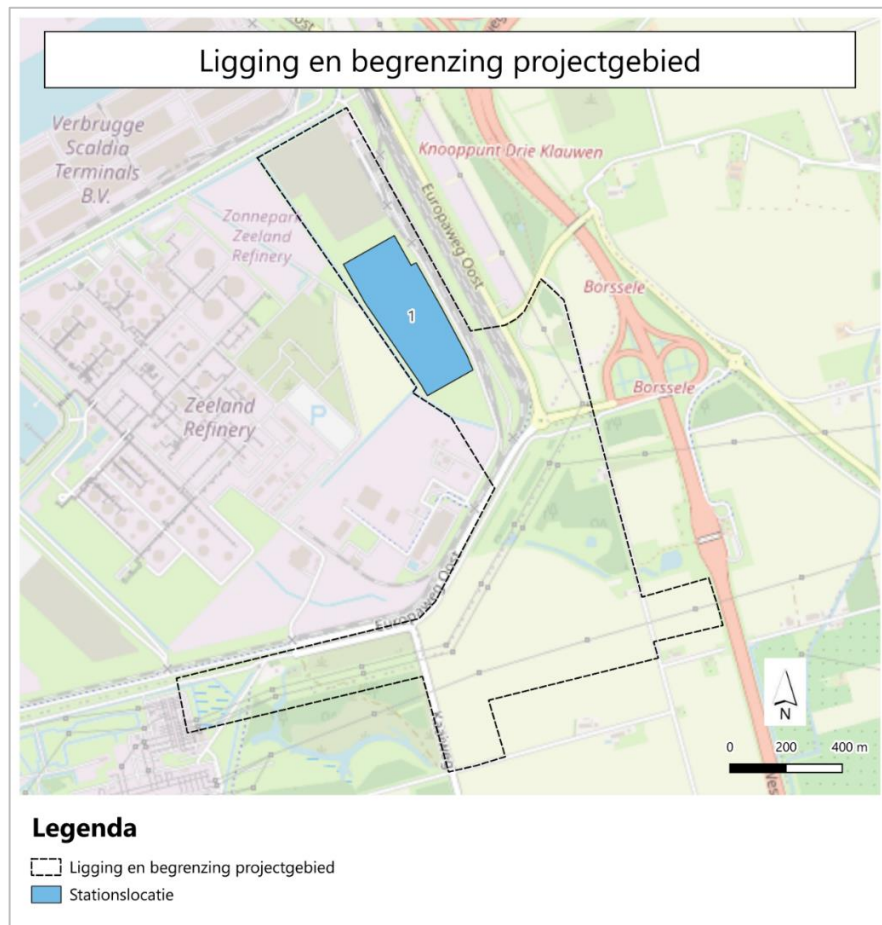 Ligging en begrenzing projectgebied
Verbrugge
Scaldia
Terminals
B.V.
Knooppunt Drie Klauwen
Europaweg Oost
Zonnepark
Zeeland
Refinery
Borssele
1
Borssele
Zeeland
Refinery
P
Europaweg Oost
Kaaiweg
N
0 200 400 m
Legenda
Ligging en begrenzing projectgebied
Stationslocatie